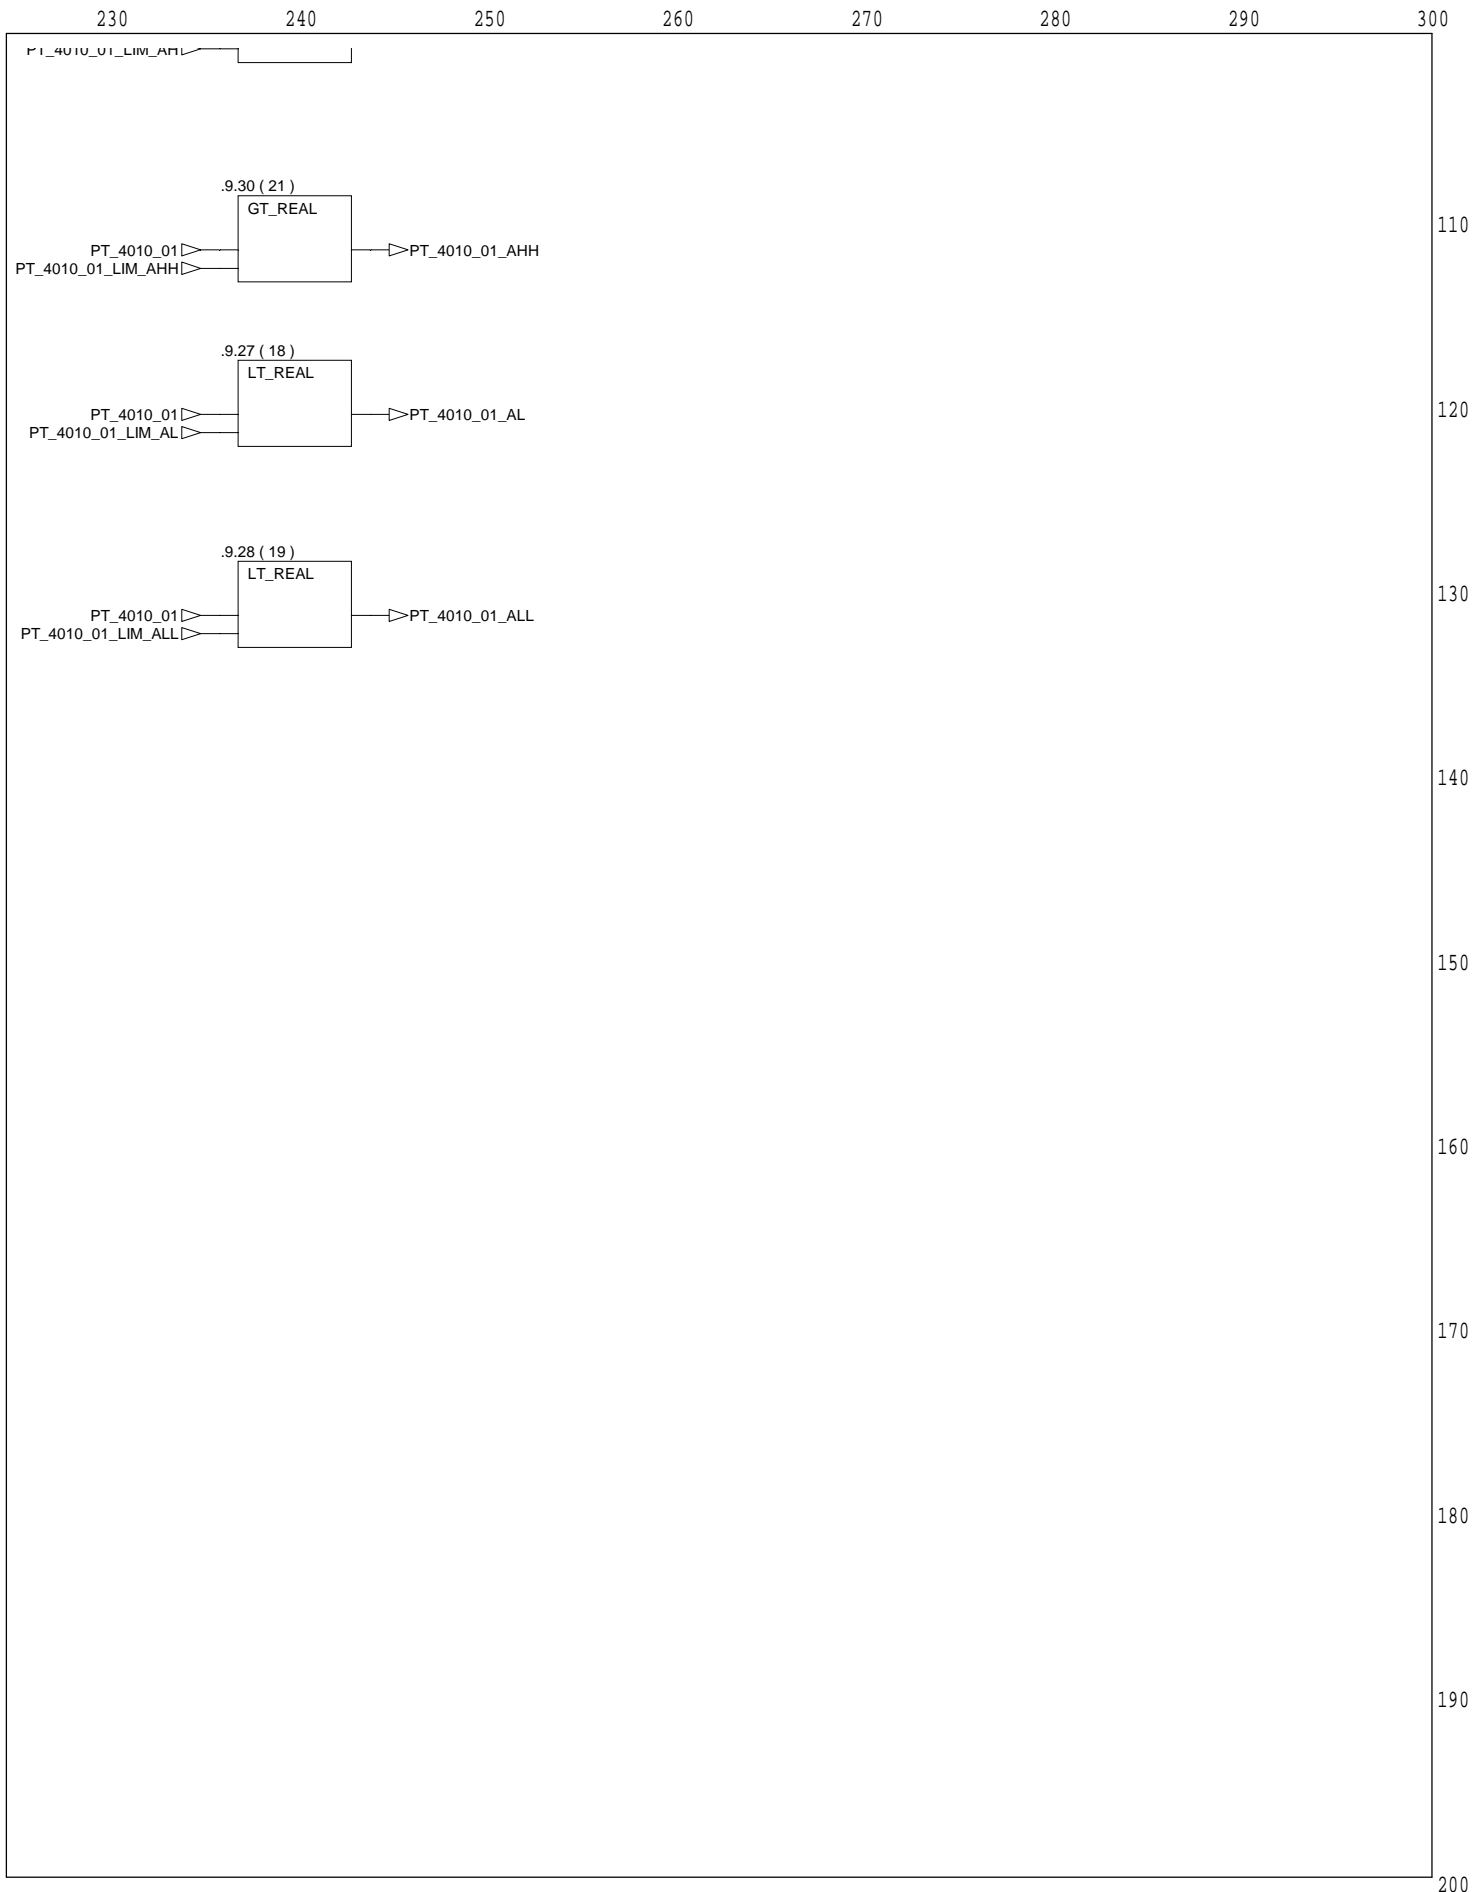 230 240 250 260 270 280 290 300
PT_4010_01_LIM_AH
.9.30 ( 21 )
GT_REAL
110
PT_4010_01 PT_4010_01_AHH
PT_4010_01_LIM_AHH
.9.27 ( 18 )
LT_REAL
120
PT_4010_01 PT_4010_01_AL
PT_4010_01_LIM_AL
.9.28 ( 19 )
LT_REAL
130
PT_4010_01 PT_4010_01_ALL
PT_4010_01_LIM_ALL
140
150
160
170
180
190
200